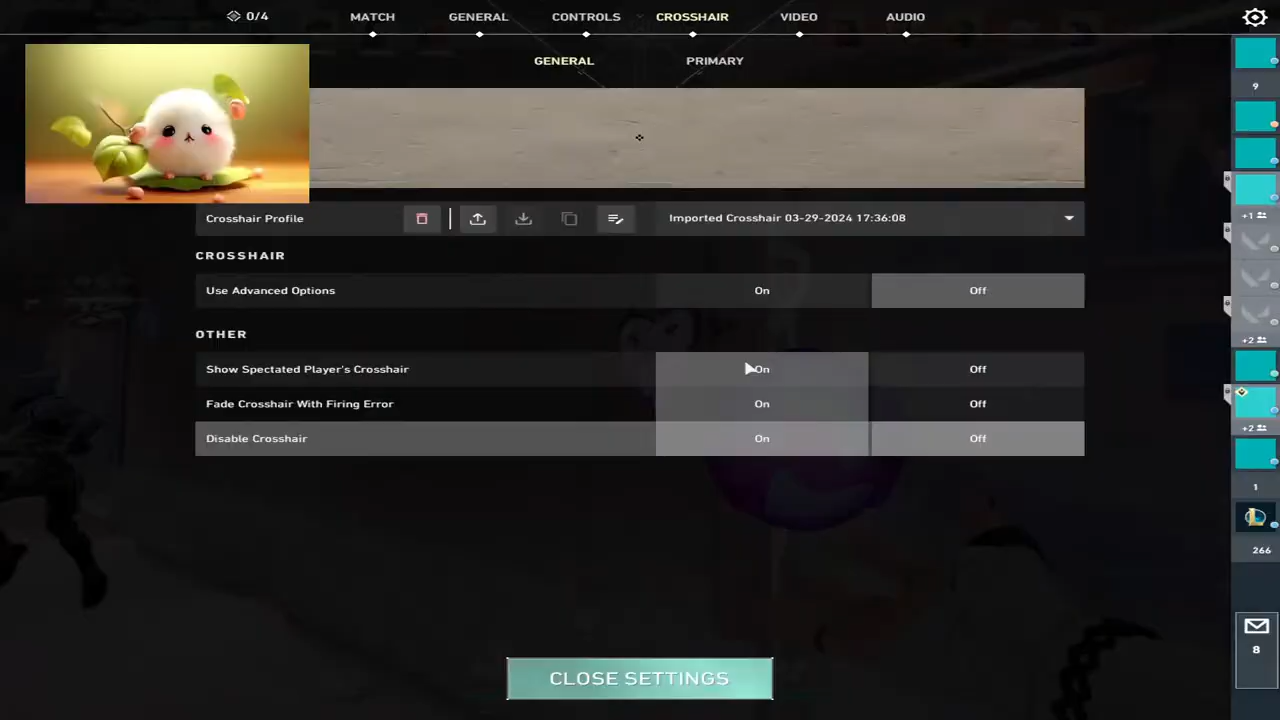 0/4
MATCH GENERAL CONTROLS CROSSHAIR VIDEO AUDIO
GENERAL PRIMARY
9
Crosshair Profile Imported Crosshair 03-29-2024 17:36:08
+1
CROSSHAIR
Use Advanced Options On Off
OTHER
+2
Show Spectated Player's Crosshair On Off
Fade Crosshair With Firing Error On Off
+2
Disable Crosshair On Off
1
266
8
CLOSE SETTINGS